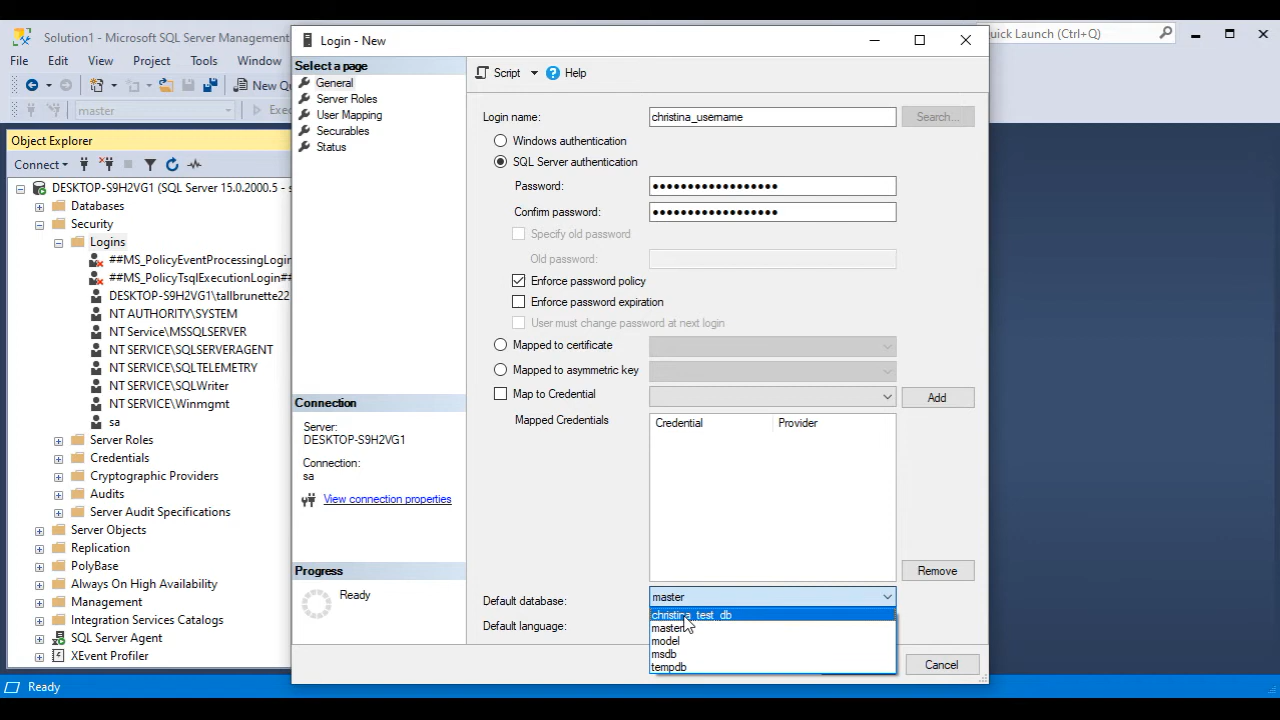 Solution1 - Microsoft SQL Server Management
Quick Launch (Ctrl+Q)
File Edit View Project Tools Window
New Qu
master
Exec
Object Explorer
Connect
DESKTOP-S9H2VG1 (SQL Server 15.0.2000.5 - s
Databases
Security
Logins
##MS_PolicyEventProcessingLogin
##MS_PolicyTsqlExecutionLogin##
DESKTOP-S9H2VG1\tallbrunette22
NT AUTHORITY\SYSTEM
NT Service\MSSQLSERVER
NT SERVICE\SQLSERVERAGENT
NT SERVICE\SQLTELEMETRY
NT SERVICE\SQLWriter
NT SERVICE\Winmgmt
sa
Server Roles
Credentials
Cryptographic Providers
Audits
Server Audit Specifications
Server Objects
Replication
PolyBase
Always On High Availability
Management
Integration Services Catalogs
SQL Server Agent
XEvent Profiler
Ready
Login - New
Select a page
General
Server Roles
User Mapping
Securables
Status
Connection
Server:
DESKTOP-S9H2VG1
Connection:
sa
View connection properties
Progress
Ready
Script Help
Login name: christina_username Search...
Windows authentication
SQL Server authentication
Password: ●●●●●●●●●●●●●●●●●●
Confirm password: ●●●●●●●●●●●●●●●●●●
Specify old password
Old password:
Enforce password policy
Enforce password expiration
User must change password at next login
Mapped to certificate
Mapped to asymmetric key
Map to Credential Add
Mapped Credentials Credential Provider
Remove
Default database: master
christina_test_db
Default language: master
model
msdb
tempdb
Cancel